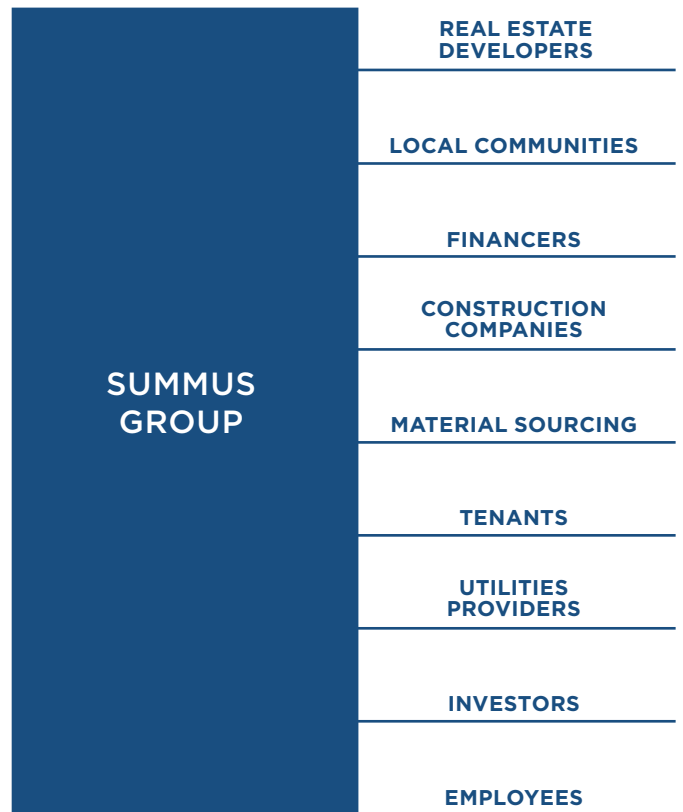 SUMMUS
GROUP
REAL ESTATE
DEVELOPERS
LOCAL COMMUNITIES
FINANCERS
CONSTRUCTION
COMPANIES
MATERIAL SOURCING
TENANTS
UTILITIES
PROVIDERS
INVESTORS
EMPLOYEES